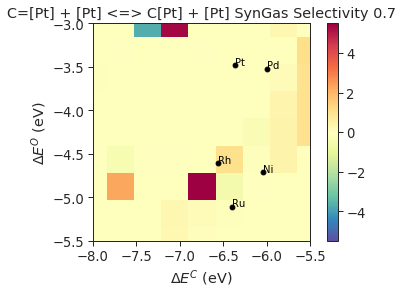 C=[Pt] + [Pt] <=> C[Pt] + [Pt] SynGas Selectivity 0.7
−3.0
−3.5
−4.0
−4.5
−5.0
−5.5
ΔE^O (eV)
Pt
Pd
Rh
Ni
Ru
−8.0 −7.5 −7.0 −6.5 −6.0 −5.5
ΔE^C (eV)
4
2
0
−2
−4